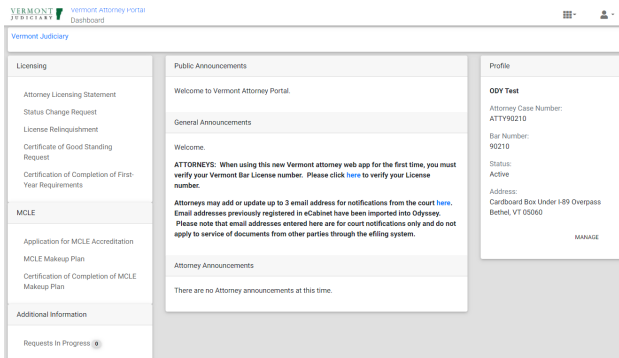 VERMONT
JUDICIARY
Vermont Attorney Portal
Dashboard
Vermont Judiciary
Licensing
Attorney Licensing Statement
Status Change Request
License Relinquishment
Certificate of Good Standing
Request
Certification of Completion of First-
Year Requirements
MCLE
Application for MCLE Accreditation
MCLE Makeup Plan
Certification of Completion of MCLE
Makeup Plan
Additional Information
Requests In Progress 0
Public Announcements
Welcome to Vermont Attorney Portal.
General Announcements
Welcome.
ATTORNEYS: When using this new Vermont attorney web app for the first time, you must
verify your Vermont Bar License number. Please click here to verify your License
number.
Attorneys may add or update up to 3 email address for notifications from the court here.
Email addresses previously registered in eCabinet have been imported into Odyssey.
Please note that email addresses entered here are for court notifications only and do not
apply to service of documents from other parties through the efiling system.
Attorney Announcements
There are no Attorney announcements at this time.
Profile
ODY Test
Attorney Case Number:
ATTY90210
Bar Number:
90210
Status:
Active
Address:
Cardboard Box Under I-89 Overpass
Bethel, VT 05060
MANAGE